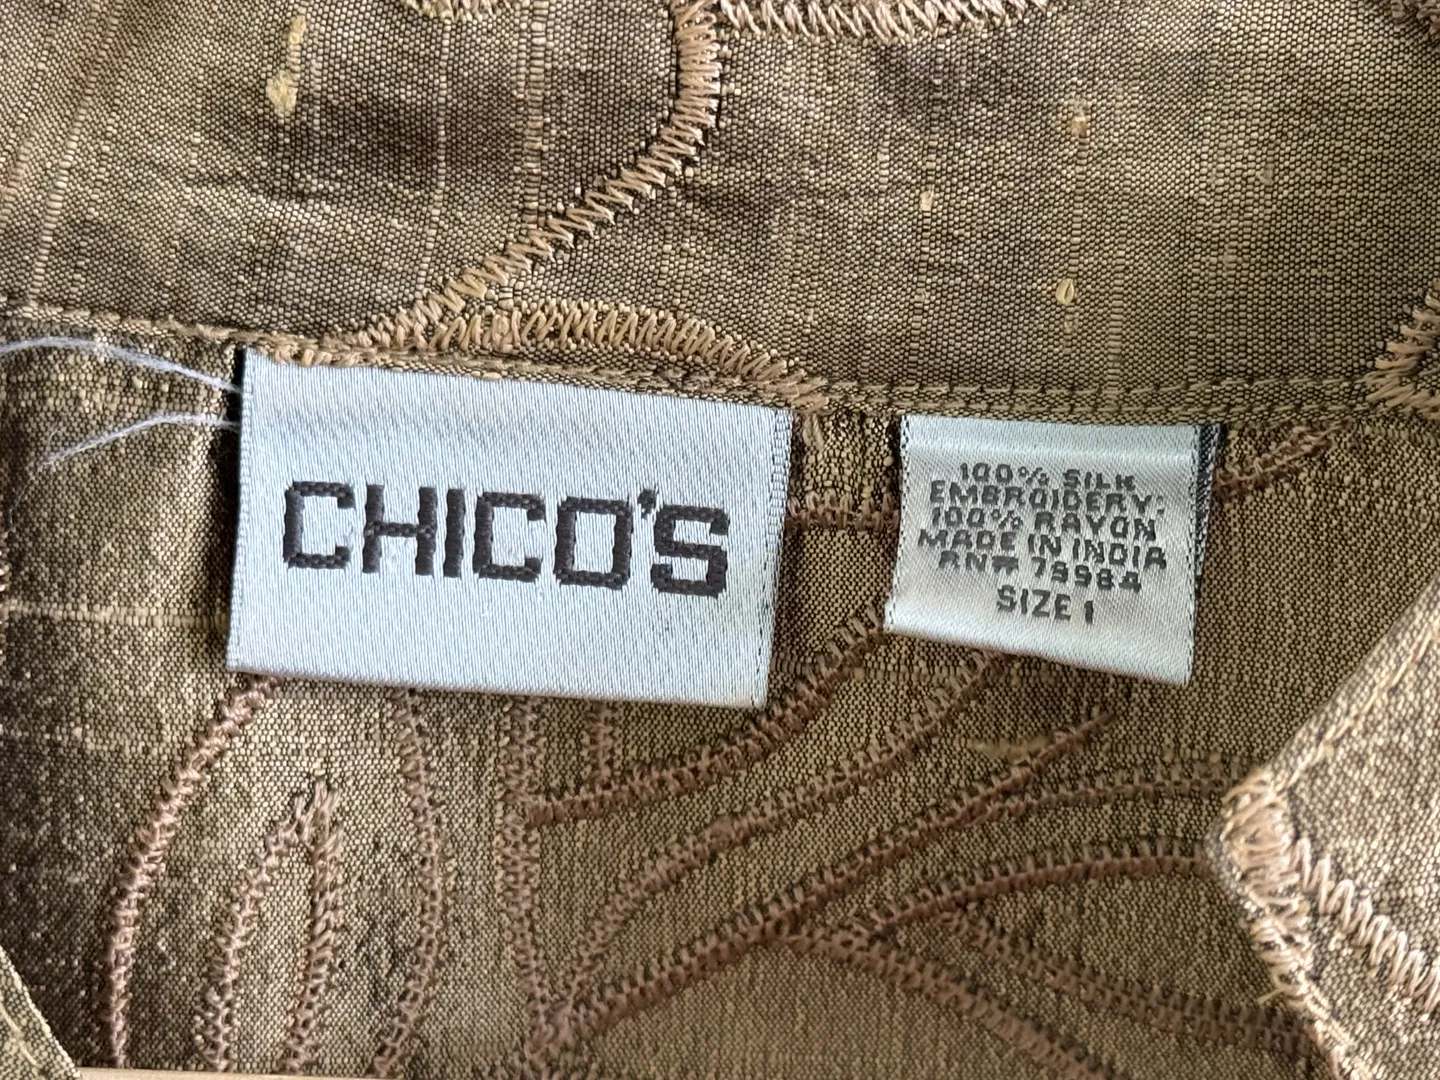 CHICO'S
100% SILK
EMBROIDERY:
100% RAYON
MADE IN INDIA
RN# 79984
SIZE 1